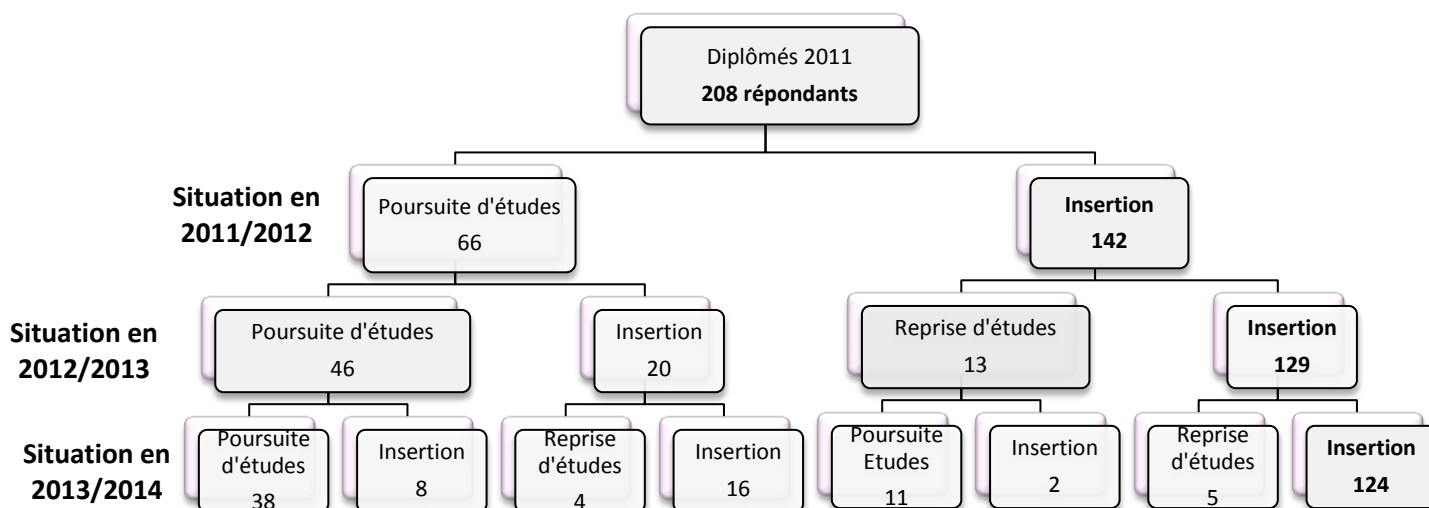 Diplômés 2011
208 répondants
Situation en
2011/2012
Poursuite d'études
66
Insertion
142
Situation en
2012/2013
Poursuite d'études
46
Insertion
20
Reprise d'études
13
Insertion
129
Situation en
2013/2014
Poursuite
d'études
38
Insertion
8
Reprise
d'études
4
Insertion
16
Poursuite
Etudes
11
Insertion
2
Reprise
d'études
5
Insertion
124